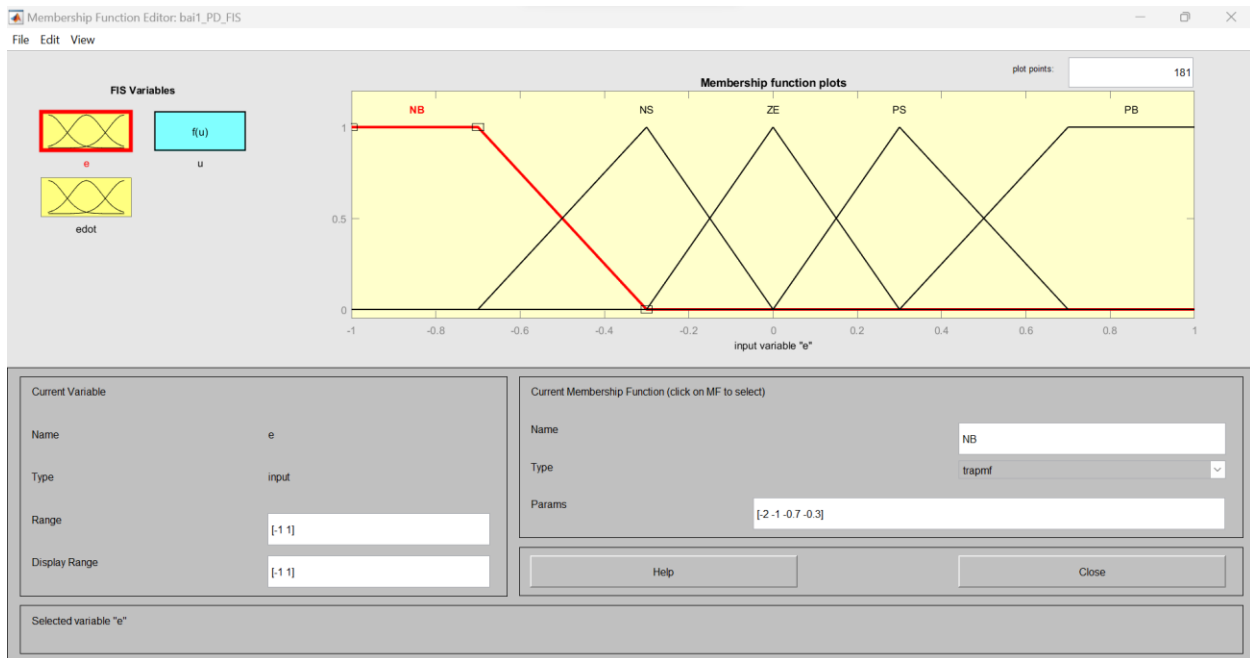 Membership Function Editor: bai1_PD_FIS
File Edit View
FIS Variables
f(u)
e
u
edot
plot points:
181
Membership function plots
NB NS ZE PS PB
1
0.5
0
-1 -0.8 -0.6 -0.4 -0.2 0 0.2 0.4 0.6 0.8 1
input variable "e"
Current Variable
Name e
Type input
Range [-1 1]
Display Range [-1 1]
Current Membership Function (click on MF to select)
Name NB
Type trapmf
Params [-2 -1 -0.7 -0.3]
Help Close
Selected variable "e"